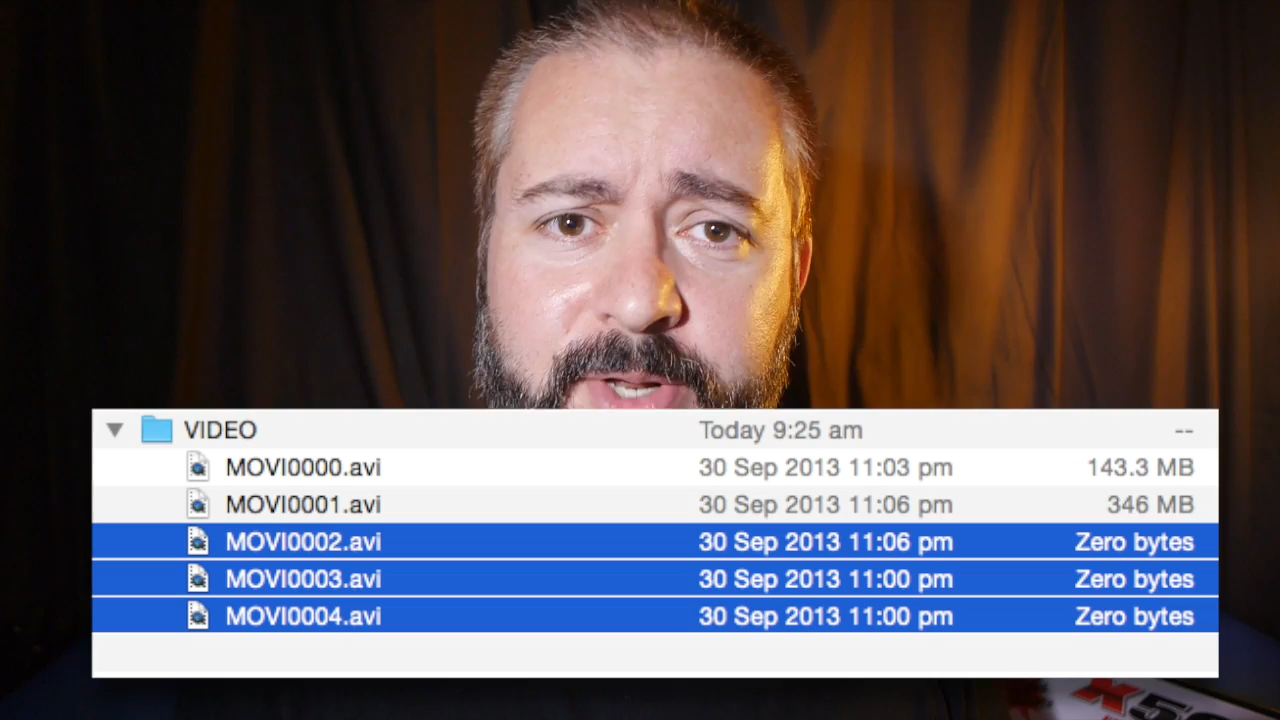 VIDEO Today 9:25 am --
MOVI0000.avi 30 Sep 2013 11:03 pm 143.3 MB
MOVI0001.avi 30 Sep 2013 11:06 pm 346 MB
MOVI0002.avi 30 Sep 2013 11:06 pm Zero bytes
MOVI0003.avi 30 Sep 2013 11:00 pm Zero bytes
MOVI0004.avi 30 Sep 2013 11:00 pm Zero bytes